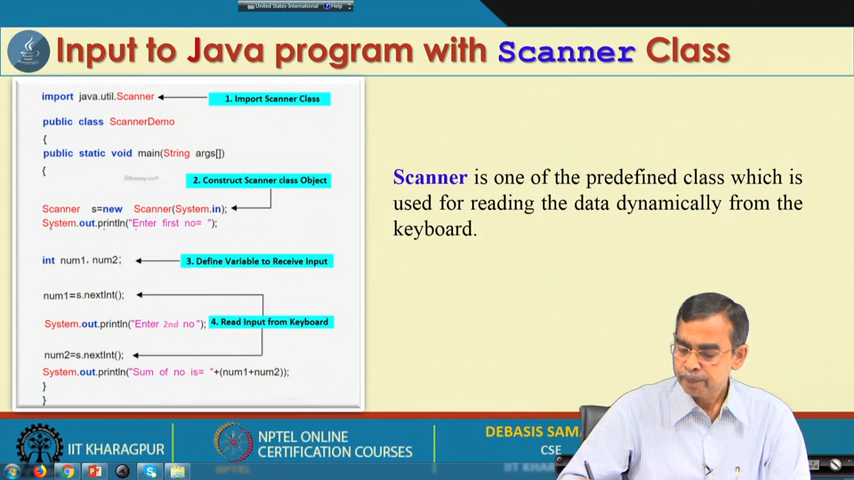 United States-International Help
Input to Java program with Scanner Class
import java.util.Scanner
1. Import Scanner Class
public class ScannerDemo
{
public static void main(String args[])
{
2. Construct Scanner class Object
Scanner s=new Scanner(System.in);
System.out.println("Enter first no= ");
int num1, num2;
3. Define Variable to Receive Input
num1=s.nextInt();
System.out.println("Enter 2nd no");
4. Read Input from Keyboard
num2=s.nextInt();
System.out.println("Sum of no is= "+(num1+num2));
}
}
Scanner is one of the predefined class which is
used for reading the data dynamically from the
keyboard.
IIT KHARAGPUR
NPTEL ONLINE
CERTIFICATION COURSES
NPTEL
DEBASIS
CSE